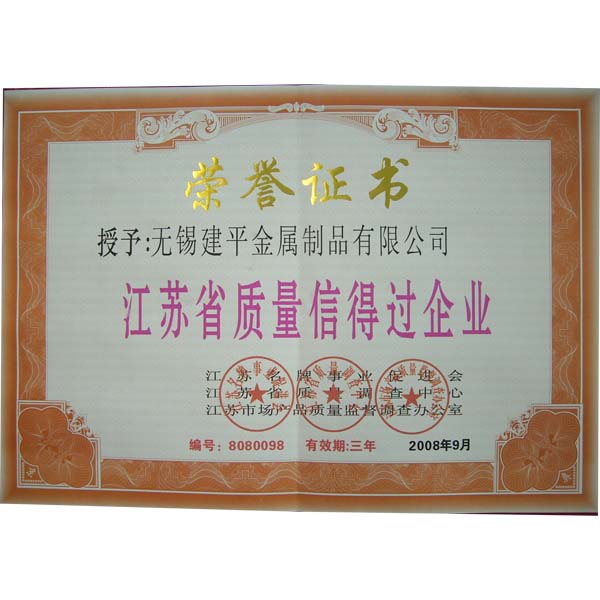 荣誉证书
授予:无锡建平金属制品有限公司
江苏省质量信得过企业
江苏名牌事业促进会
江苏省质量调查中心
江苏市场产品质量监督调查办公室
编号：8080098 有效期:三年 2008年9月